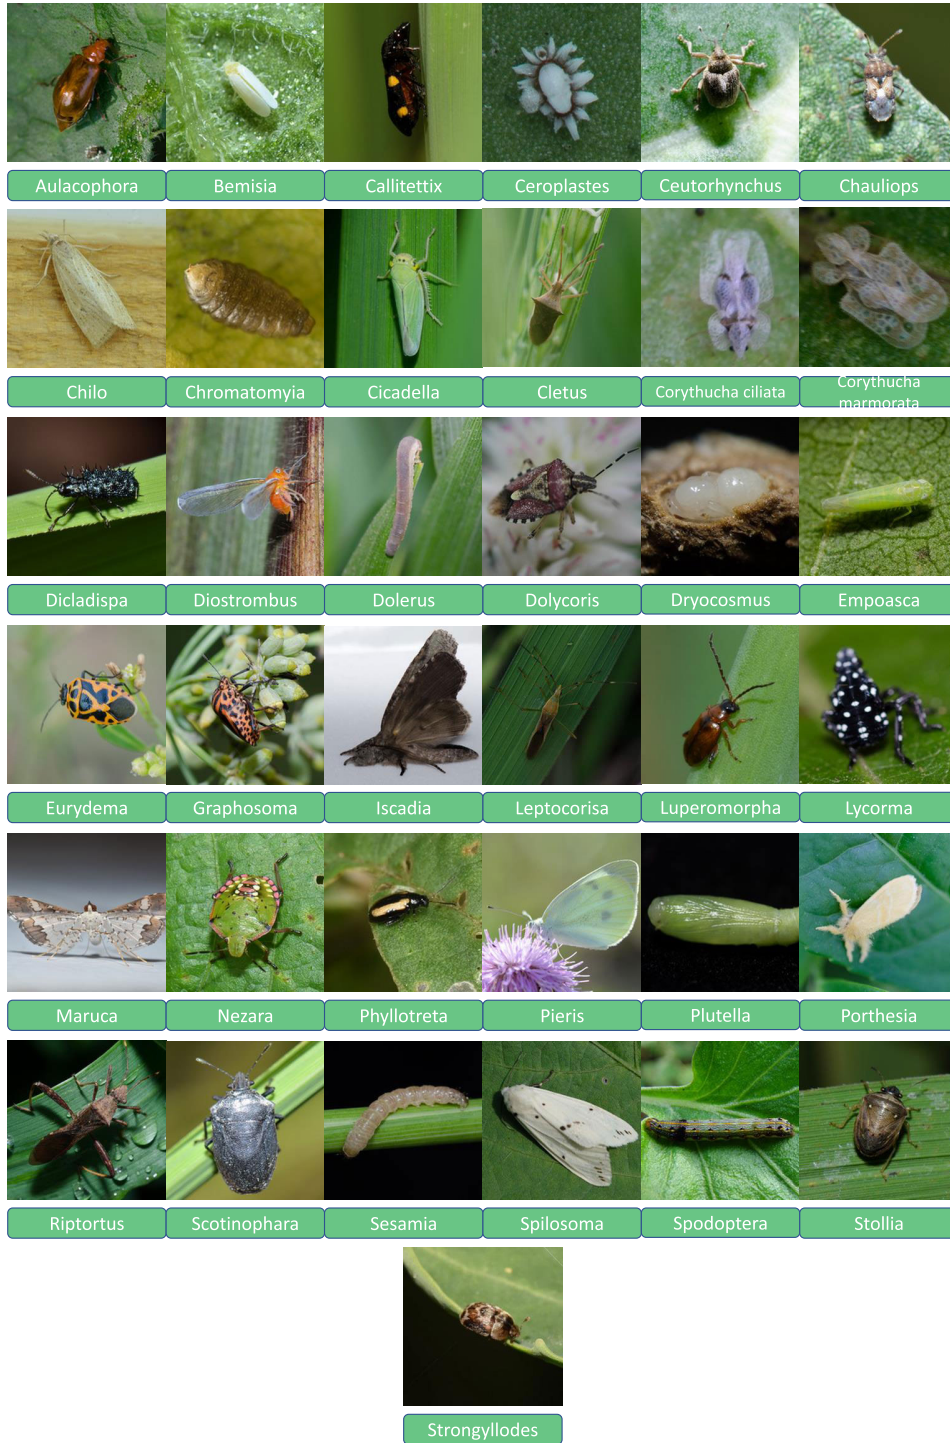 Aulacophora
Bemisia
Callitettix
Ceroplastes
Ceutorhynchus
Chauliops
Chilo
Chromatomyia
Cicadella
Cletus
Corythucha ciliata
Corythucha
marmorata
Dicladispa
Diostrombus
Dolerus
Dolycoris
Dryocosmus
Empoasca
Eurydema
Graphosoma
Iscadia
Leptocorisa
Luperomorpha
Lycorma
Maruca
Nezara
Phyllotreta
Pieris
Plutella
Porthesia
Riptortus
Scotinophara
Sesamia
Spilosoma
Spodoptera
Stollia
Strongyllodes